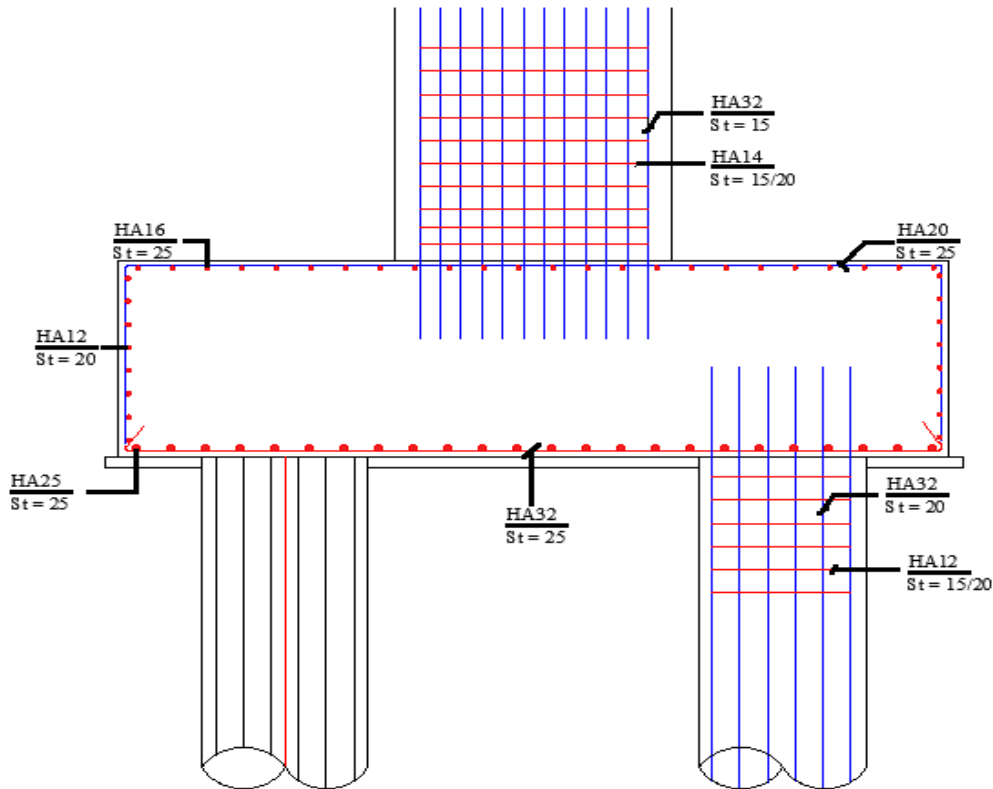 HA32
St = 15
HA14
St = 15/20
HA16
St = 25
HA20
St = 25
HA12
St = 20
HA25
St = 25
HA32
St = 25
HA32
St = 20
HA12
St = 15/20